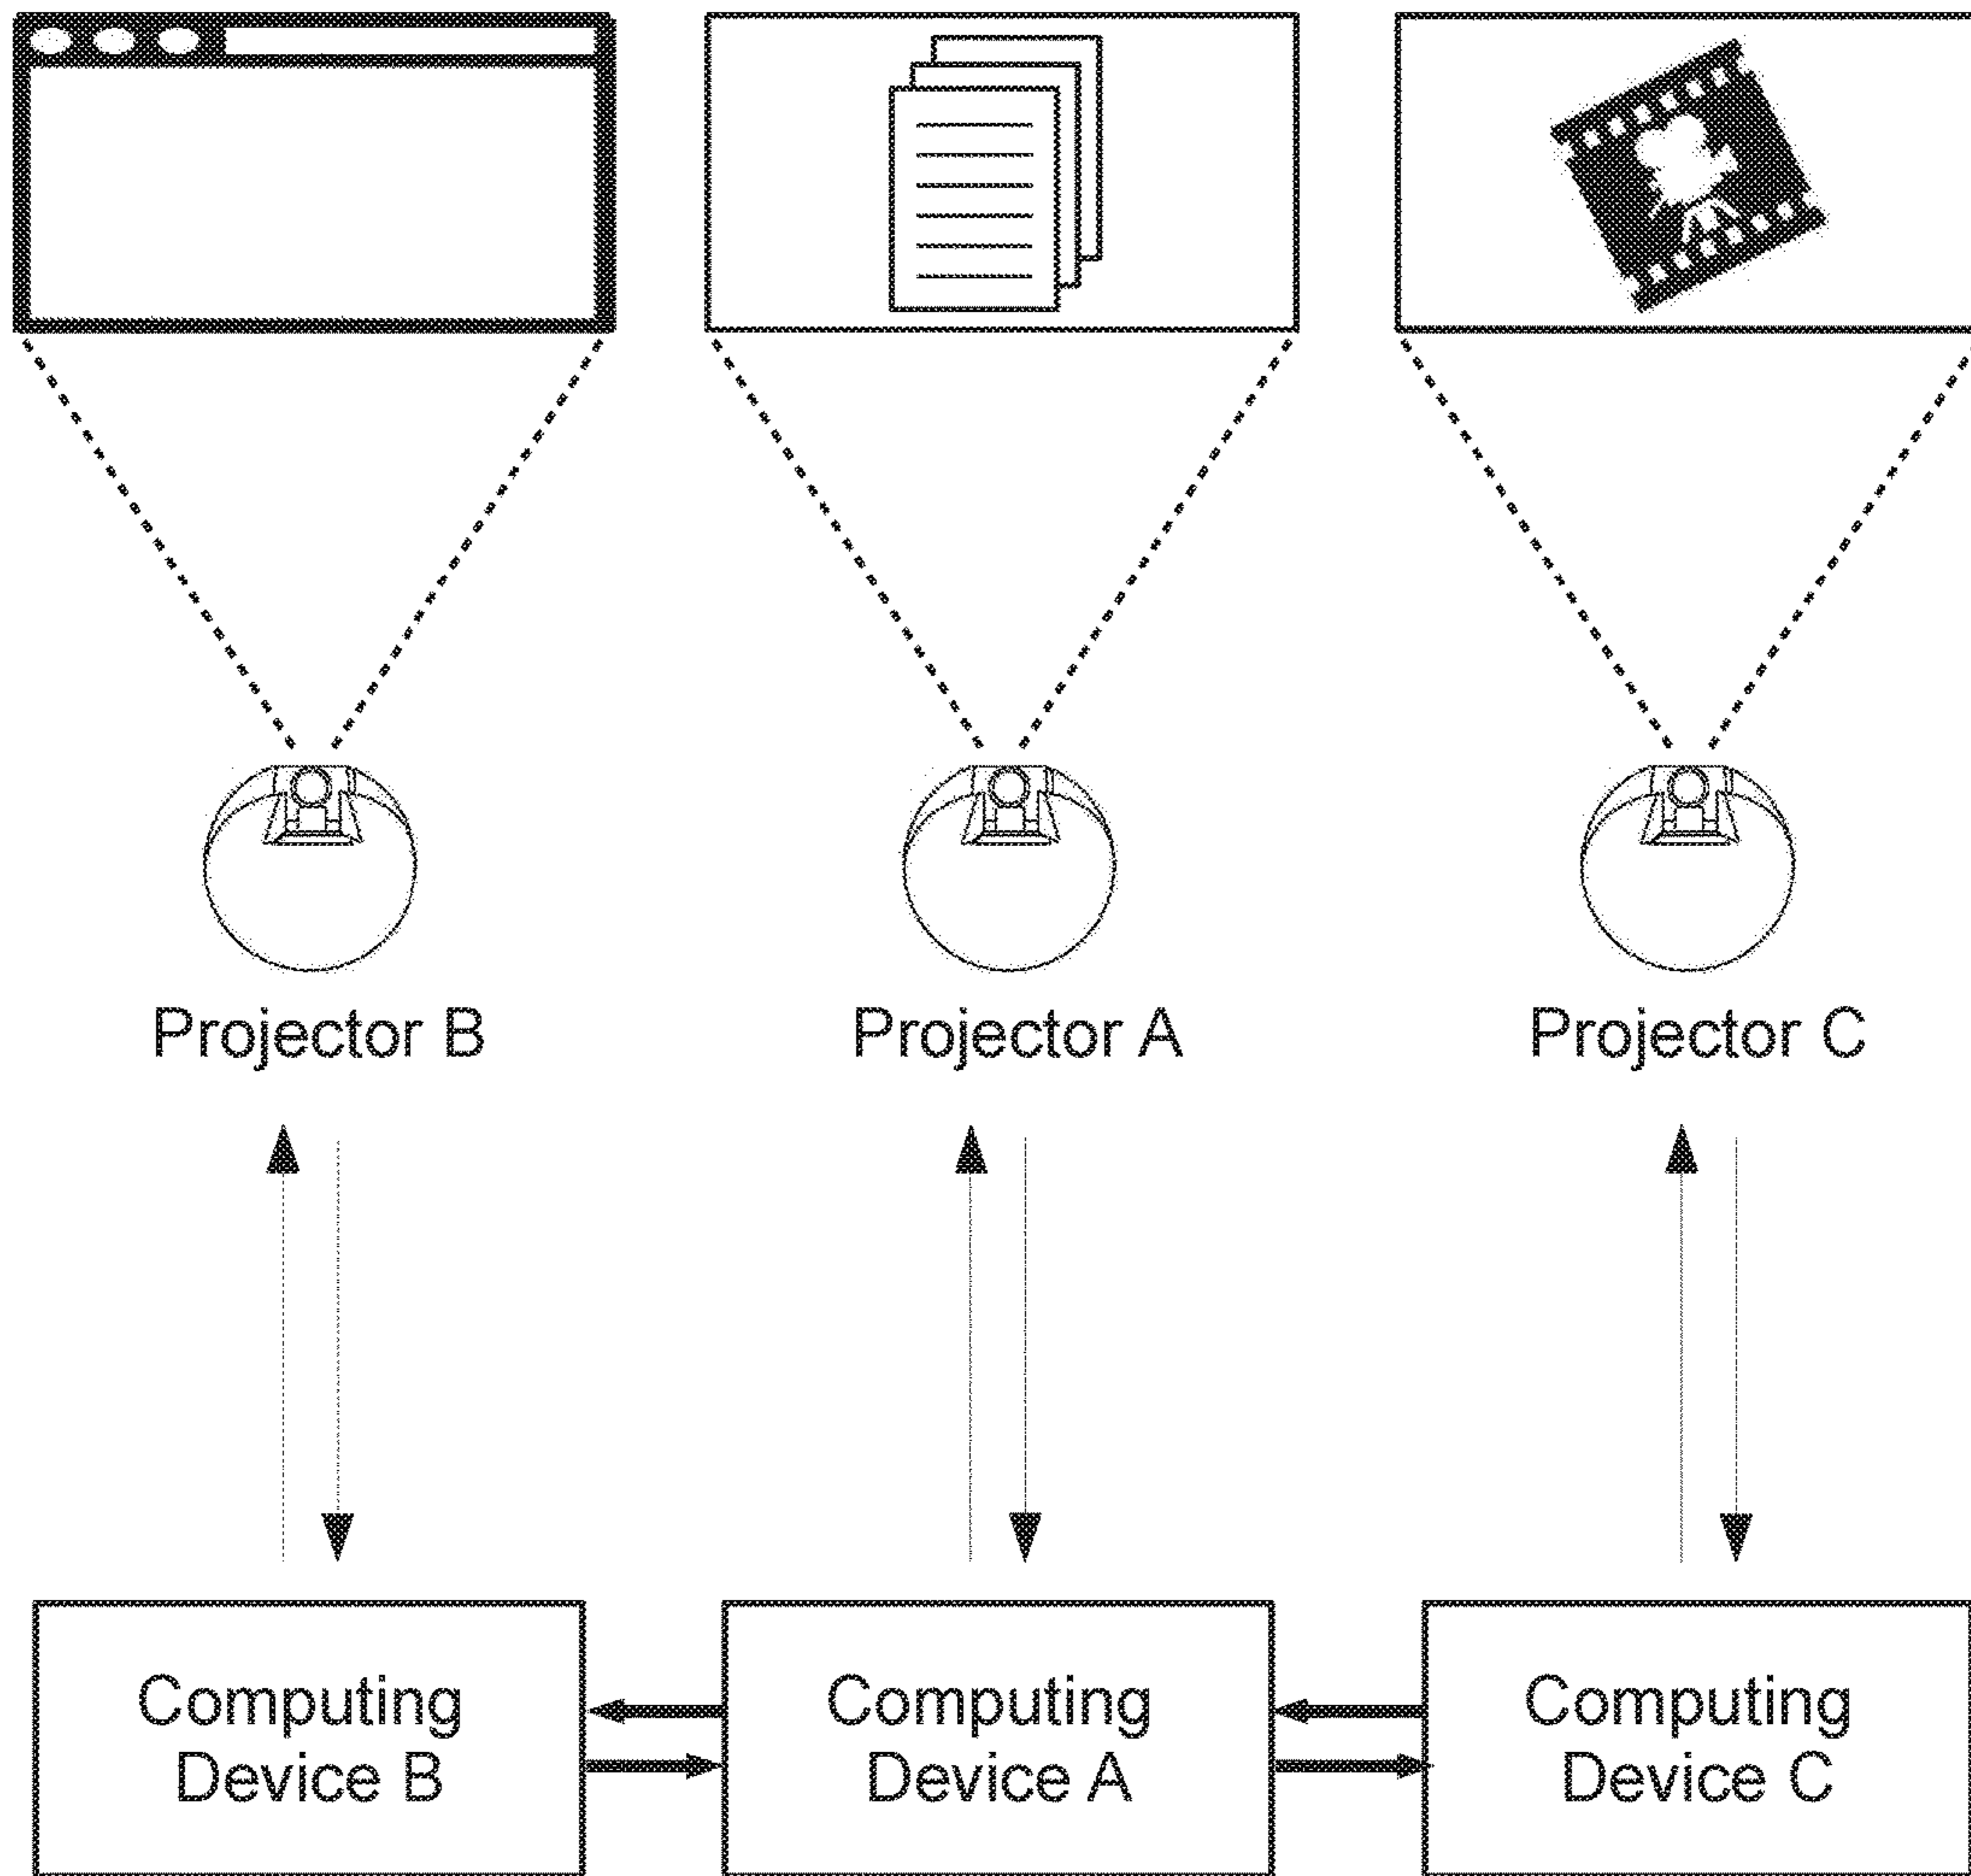 Projector B
Projector A
Projector C
Computing
Device B
Computing
Device A
Computing
Device C